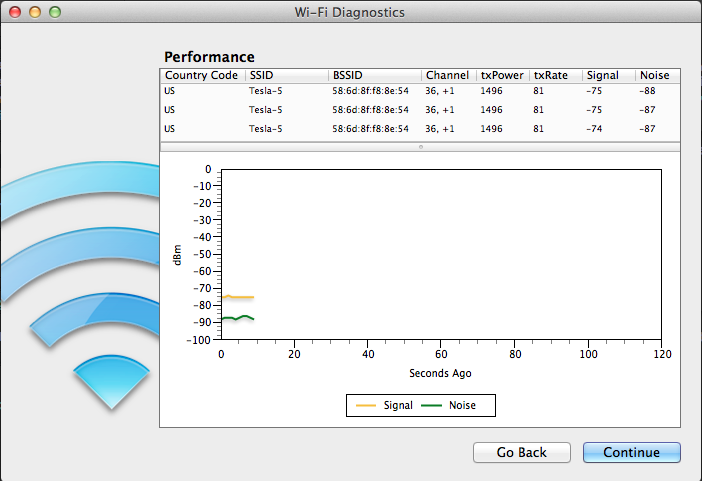 Wi-Fi Diagnostics
Performance
Country Code SSID BSSID Channel txPower txRate Signal Noise
US Tesla-5 58:6d:8f:f8:8e:54 36, +1 1496 81 -75 -88
US Tesla-5 58:6d:8f:f8:8e:54 36, +1 1496 81 -75 -87
US Tesla-5 58:6d:8f:f8:8e:54 36, +1 1496 81 -74 -87
0
-10
-20
-30
-40
-50
-60
-70
-80
-90
-100
dBm
0 20 40 60 80 100 120
Seconds Ago
Signal Noise
Go Back Continue